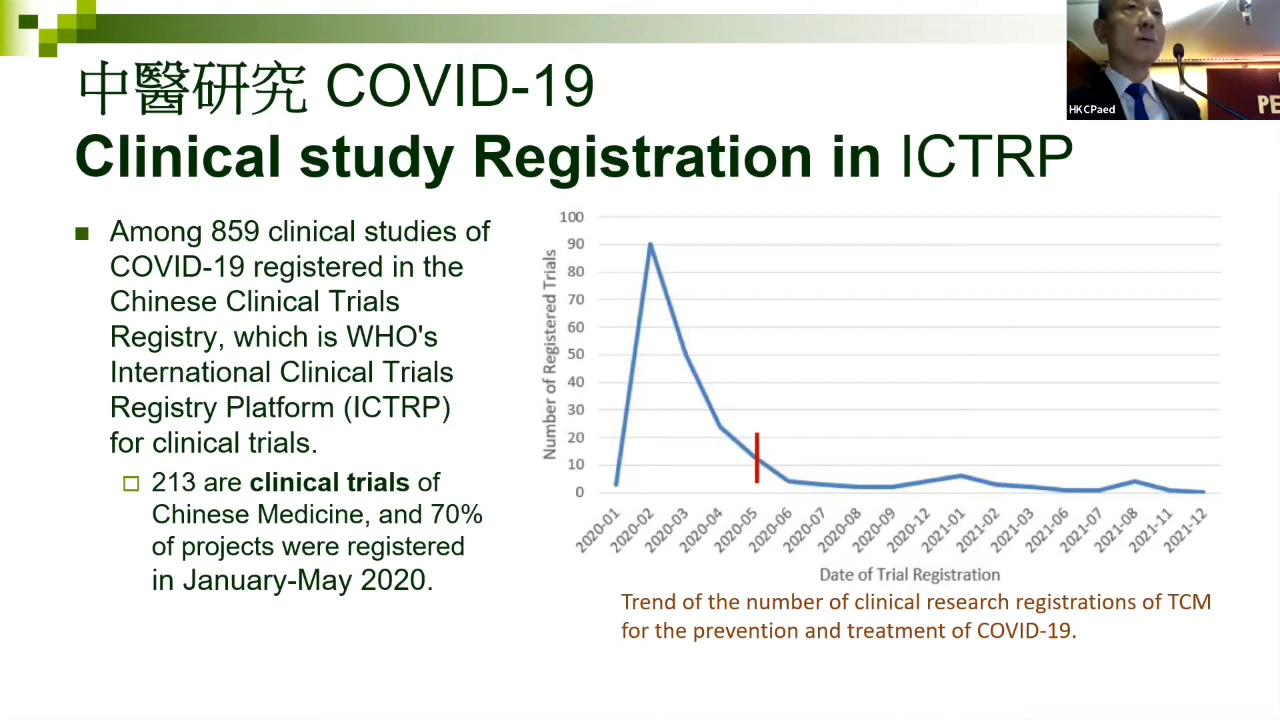 中醫研究 COVID-19
Clinical study Registration in ICTRP
HKCPaed
PE
■ Among 859 clinical studies of
COVID-19 registered in the
Chinese Clinical Trials
Registry, which is WHO's
International Clinical Trials
Registry Platform (ICTRP)
for clinical trials.
□ 213 are clinical trials of
Chinese Medicine, and 70%
of projects were registered
in January-May 2020.
Number of Registered Trials
100
90
80
70
60
50
40
30
20
10
0
2020-01
2020-02
2020-03
2020-04
2020-05
2020-06
2020-07
2020-08
2020-09
2020-12
2021-01
2021-02
2021-03
2021-06
2021-07
2021-08
2021-11
2021-12
Date of Trial Registration
Trend of the number of clinical research registrations of TCM
for the prevention and treatment of COVID-19.